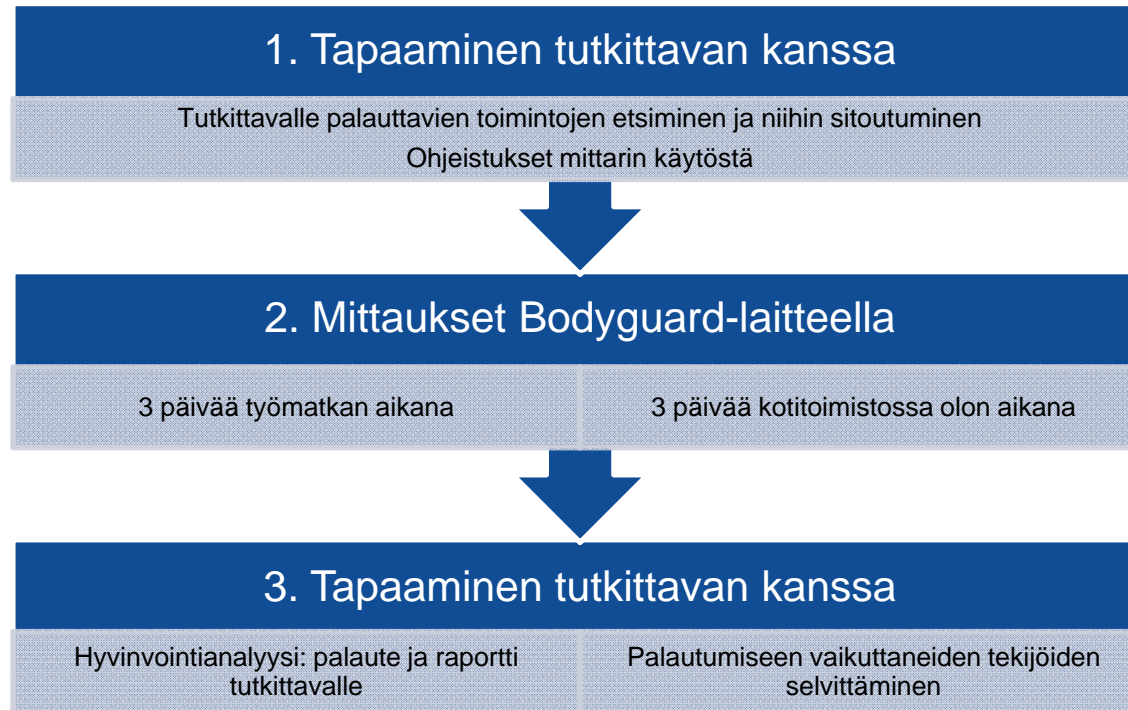 1. Tapaaminen tutkittavan kanssa
Tutkittavalle palauttavien toimintojen etsiminen ja niihin sitoutuminen
Ohjeistukset mittarin käytöstä
2. Mittaukset Bodyguard-laitteella
3 päivää työmatkan aikana
3 päivää kotitoimistossa olon aikana
3. Tapaaminen tutkittavan kanssa
Hyvinvointianalyysi: palaute ja raportti
tutkittavalle
Palautumiseen vaikuttaneiden tekijöiden
selvittäminen